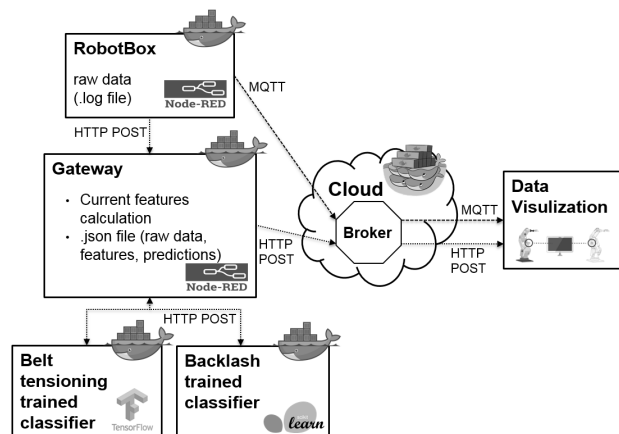 RobotBox
raw data
(.log file)
Node-RED
MQTT
HTTP POST
Gateway
• Current features
calculation
• .json file (raw data,
features, predictions)
Node-RED
HTTP
POST
Cloud
Broker
MQTT
HTTP
POST
Data
Visulization
HTTP POST
Belt
tensioning
trained
classifier
TensorFlow
Backlash
trained
classifier
learn